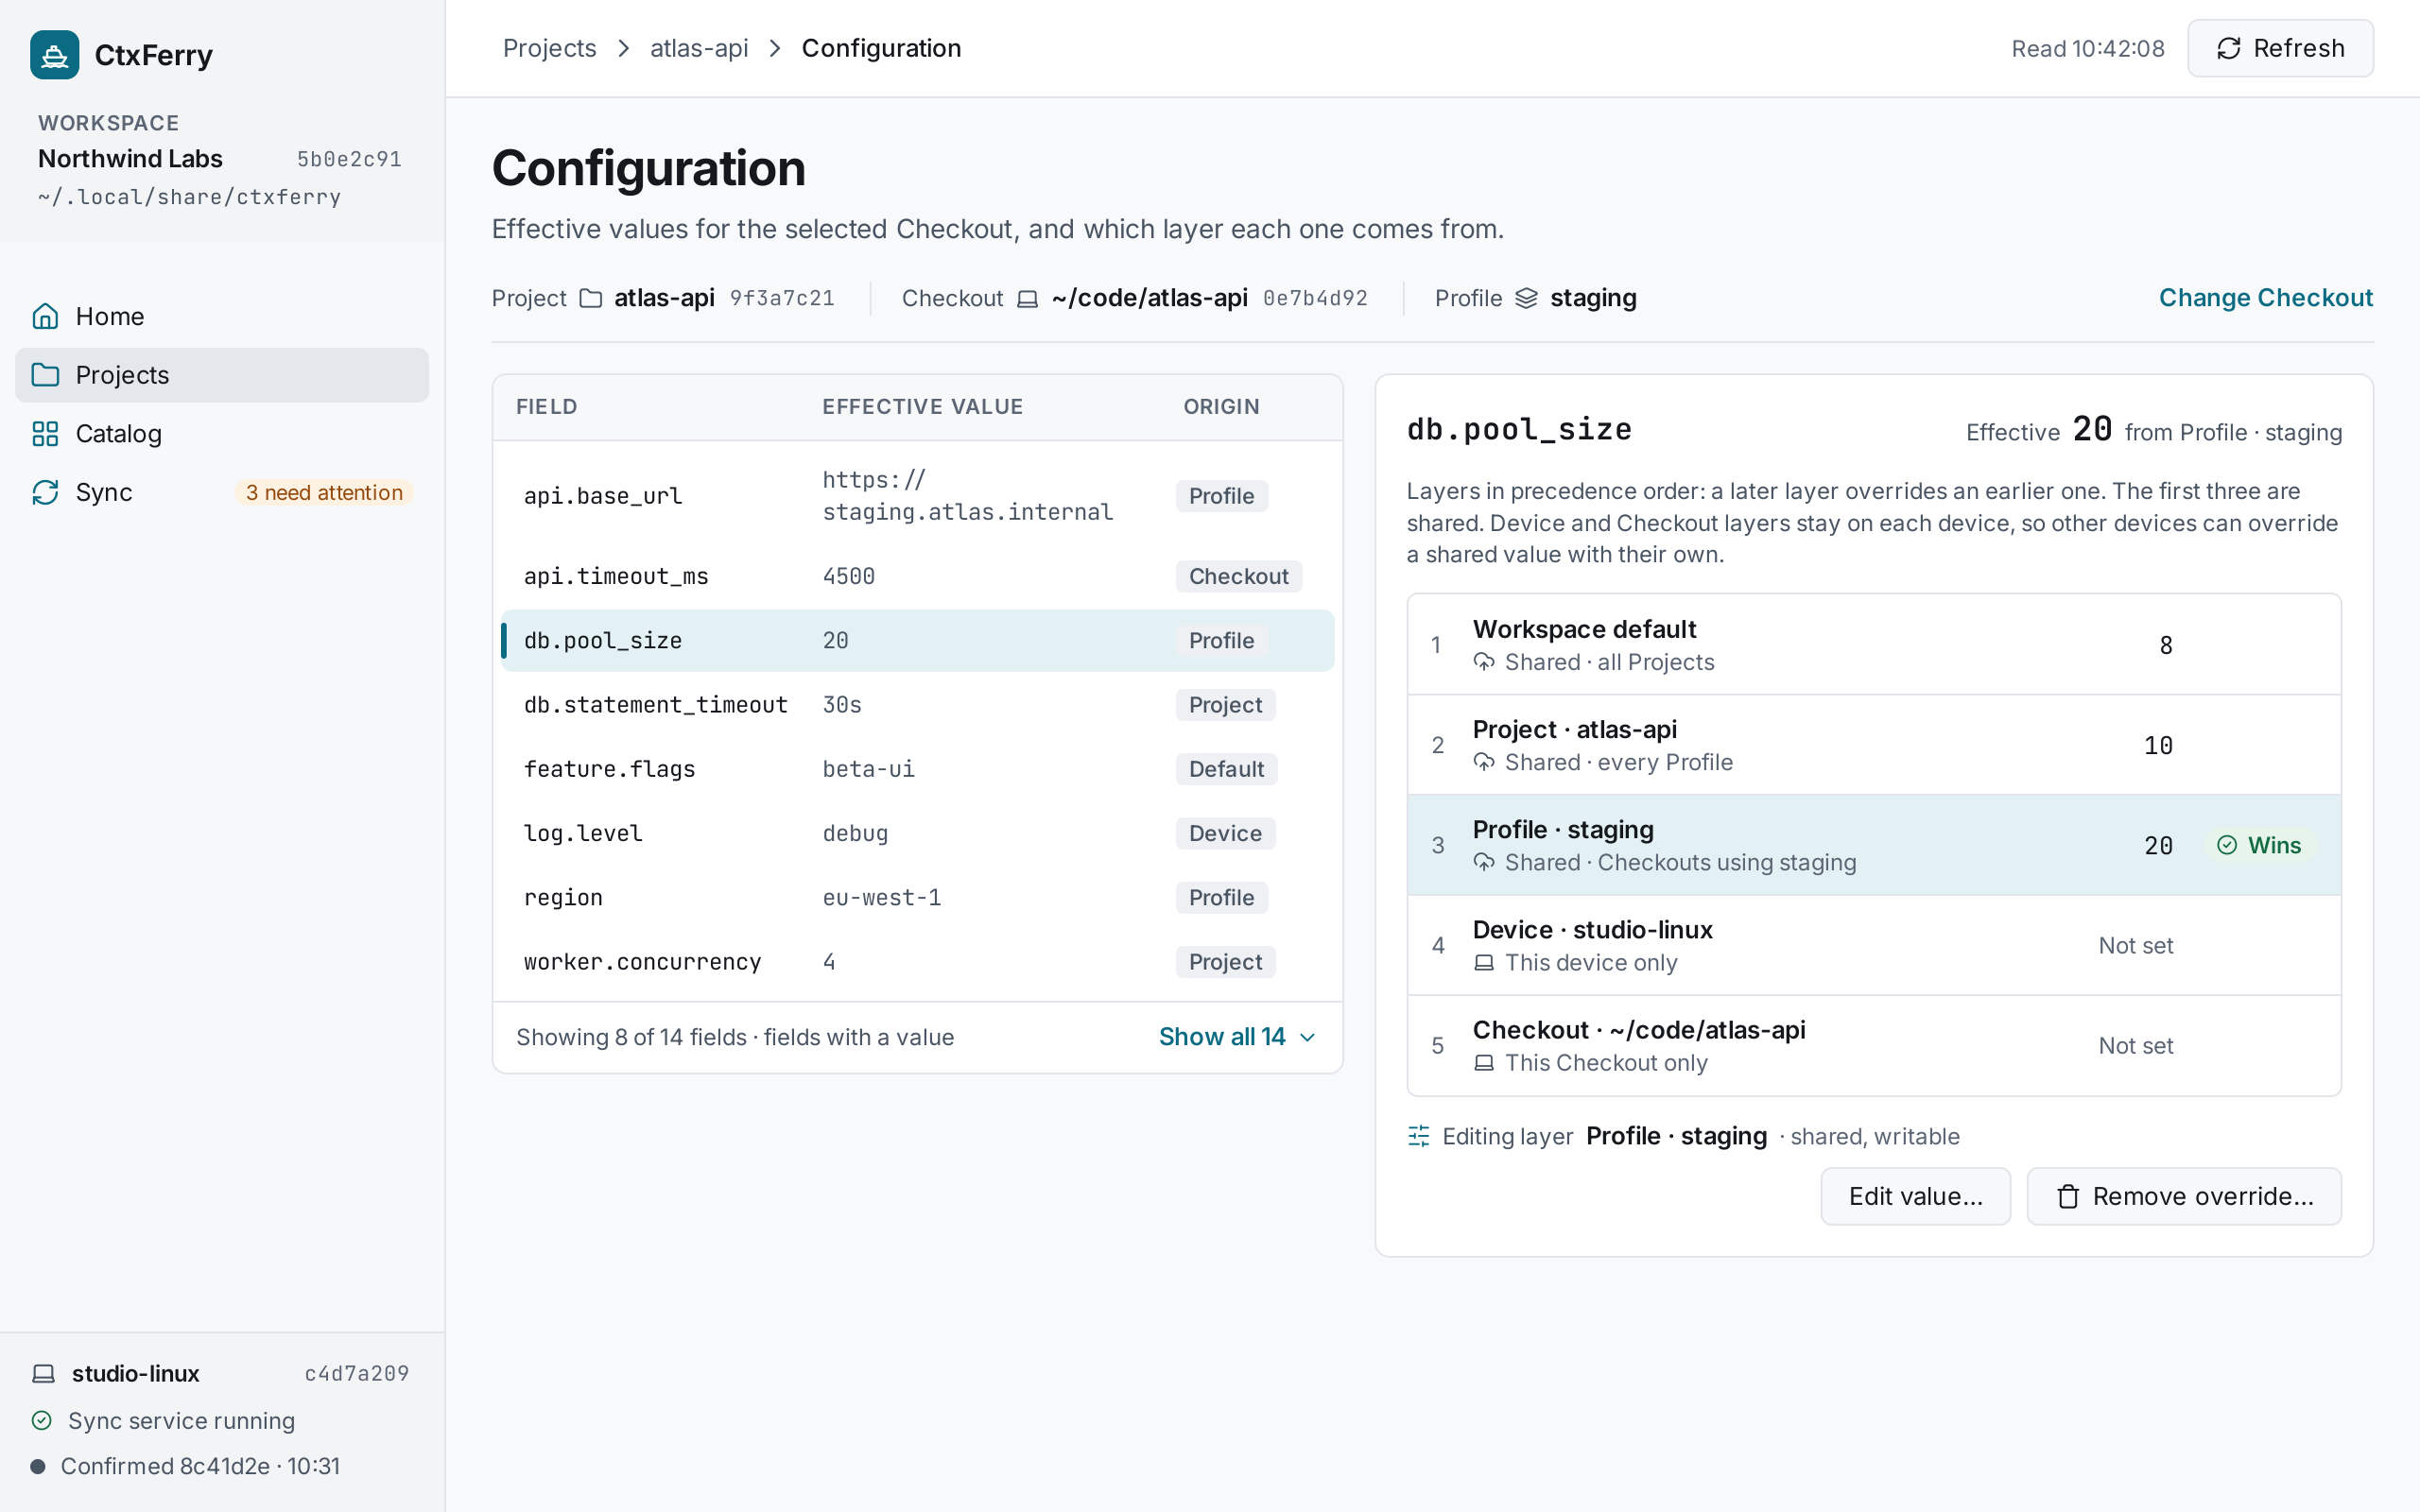 CtxFerry
WORKSPACE
Northwind Labs 5b0e2c91
~/.local/share/ctxferry
Home
Projects
Catalog
Sync 3 need attention
studio-linux c4d7a209
Sync service running
Confirmed 8c41d2e · 10:31
Projects > atlas-api > Configuration
Read 10:42:08 Refresh
Configuration
Effective values for the selected Checkout, and which layer each one comes from.
Project atlas-api 9f3a7c21 Checkout ~/code/atlas-api 0e7b4d92 Profile staging Change Checkout
FIELD EFFECTIVE VALUE ORIGIN
api.base_url https://
staging.atlas.internal Profile
api.timeout_ms 4500 Checkout
db.pool_size 20 Profile
db.statement_timeout 30s Project
feature.flags beta-ui Default
log.level debug Device
region eu-west-1 Profile
worker.concurrency 4 Project
Showing 8 of 14 fields · fields with a value Show all 14
db.pool_size Effective 20 from Profile · staging
Layers in precedence order: a later layer overrides an earlier one. The first three are
shared. Device and Checkout layers stay on each device, so other devices can override
a shared value with their own.
1 Workspace default 8
Shared · all Projects
2 Project · atlas-api 10
Shared · every Profile
3 Profile · staging 20 Wins
Shared · Checkouts using staging
4 Device · studio-linux Not set
This device only
5 Checkout · ~/code/atlas-api Not set
This Checkout only
Editing layer Profile · staging · shared, writable
Edit value... Remove override...